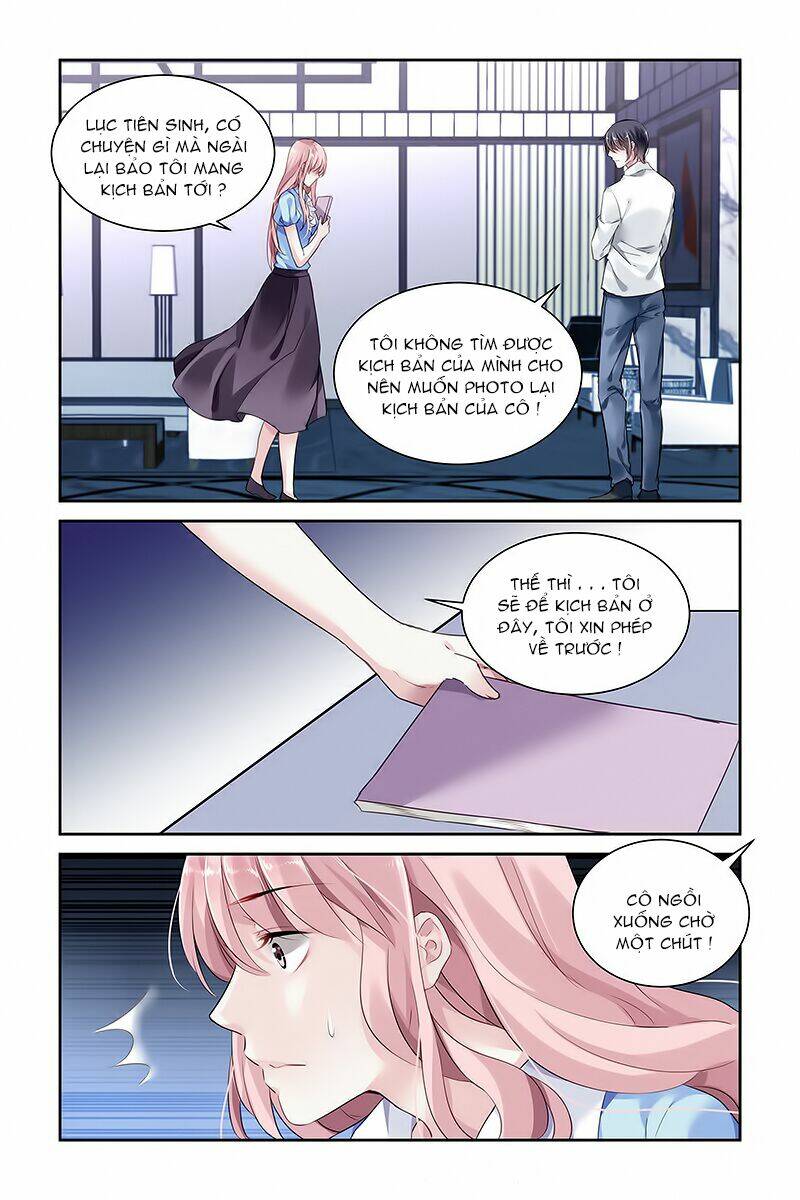 LỤC TIÊN SINH, CÓ
CHUYỆN GÌ MÀ NGÀI
LẠI BẢO TÔI MANG
KỊCH BẢN TỚI ?
TÔI KHÔNG TÌM ĐƯỢC
KỊCH BẢN CỦA MÌNH CHO
NÊN MUỐN PHOTO LẠI
KỊCH BẢN CỦA CÔ !
THẾ THÌ . . . TÔI
SẼ ĐỂ KỊCH BẢN Ở
ĐÂY, TÔI XIN PHÉP
VỀ TRƯỚC !
CÔ NGỒI
XUỐNG CHỜ
MỘT CHÚT !